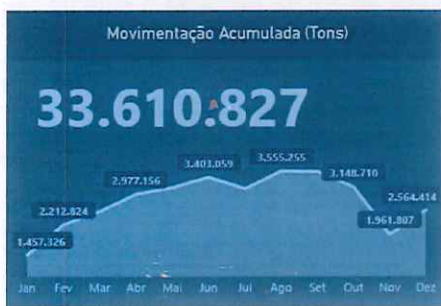 Movimentação Acumulada (Tons)
33.610.827
3.403.059 3.555.255
2.977.156 3.148.710
2.212.824 2.564.414
1.457.326 1.961.807
Jan Fev Mar Abr Mai Jun Jul Ago Set Out Nov Dez